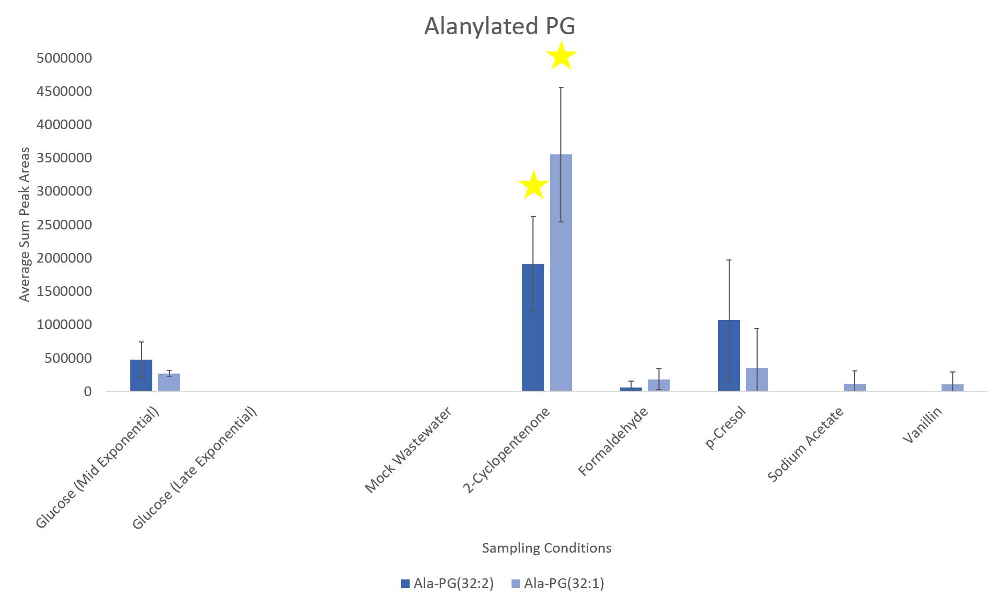 Alanylated PG
Average Sum Peak Areas
5000000
4500000
4000000
3500000
3000000
2500000
2000000
1500000
1000000
500000
0
Glucose (Mid Exponential)
Glucose (Late Exponential)
Mock Wastewater
2-Cyclopentenone
Formaldehyde
p-Cresol
Sodium Acetate
Vanillin
Sampling Conditions
Ala-PG(32:2) Ala-PG(32:1)